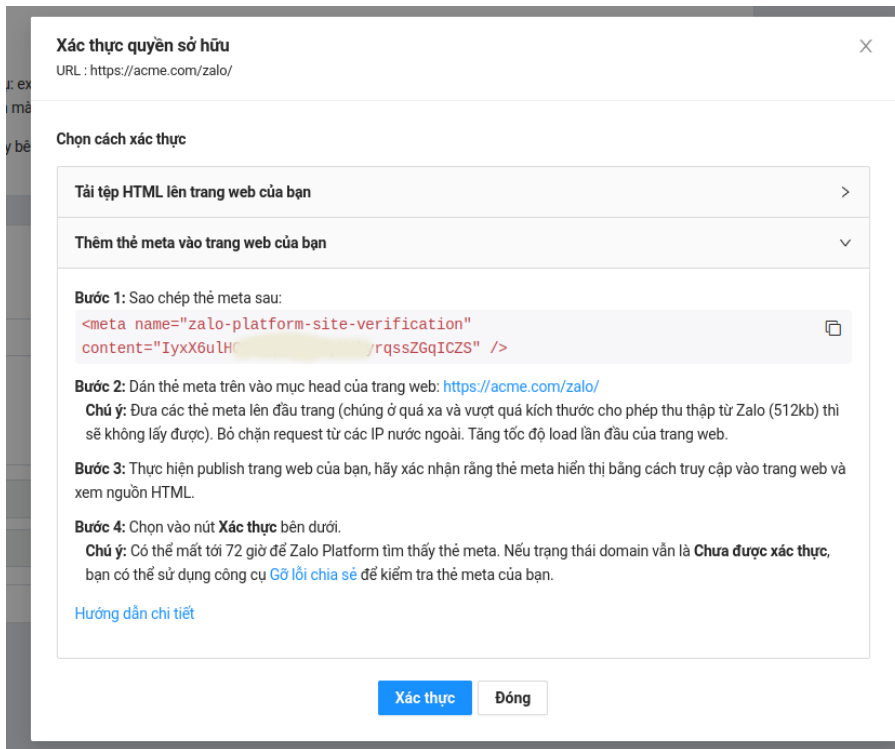 Xác thực quyền sở hữu
URL : https://acme.com/zalo/
u: ex
mà
y bê
Chọn cách xác thực
Tải tệp HTML lên trang web của bạn
Thêm thẻ meta vào trang web của bạn
Bước 1: Sao chép thẻ meta sau:
<meta name="zalo-platform-site-verification"
content="IyxX6ulH rqssZGqICZS" />
Bước 2: Dán thẻ meta trên vào mục head của trang web: https://acme.com/zalo/
Chú ý: Đưa các thẻ meta lên đầu trang (chúng ở quá xa và vượt quá kích thước cho phép thu thập từ Zalo (512kb) thì
sẽ không lấy được). Bỏ chặn request từ các IP nước ngoài. Tăng tốc độ load lần đầu của trang web.
Bước 3: Thực hiện publish trang web của bạn, hãy xác nhận rằng thẻ meta hiển thị bằng cách truy cập vào trang web và
xem nguồn HTML.
Bước 4: Chọn vào nút Xác thực bên dưới.
Chú ý: Có thể mất tới 72 giờ để Zalo Platform tìm thấy thẻ meta. Nếu trạng thái domain vẫn là Chưa được xác thực,
bạn có thể sử dụng công cụ Gỡ lỗi chia sẻ để kiểm tra thẻ meta của bạn.
Hướng dẫn chi tiết
Xác thực
Đóng